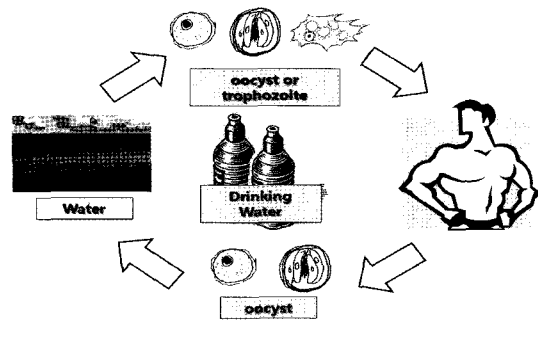 oocyst or
trophozoite
Water
Drinking
Water
oocyst